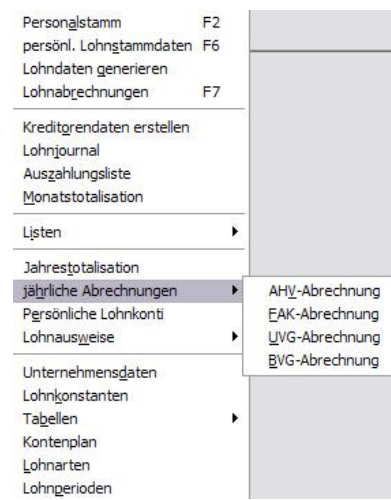 Personalstamm F2
persönl. Lohnstammdaten F6
Lohndaten generieren
Lohnabrechnungen F7
Kreditorendaten erstellen
Lohnjournal
Auszahlungsliste
Monatstotalisation
Listen
Jahrestotalisation
jährliche Abrechnungen
AHV-Abrechnung
Persönliche Lohnkonti
FAK-Abrechnung
Lohnausweise
UVG-Abrechnung
BVG-Abrechnung
Unternehmensdaten
Lohnkonstanten
Tabellen
Kontenplan
Lohnarten
Lohnperioden